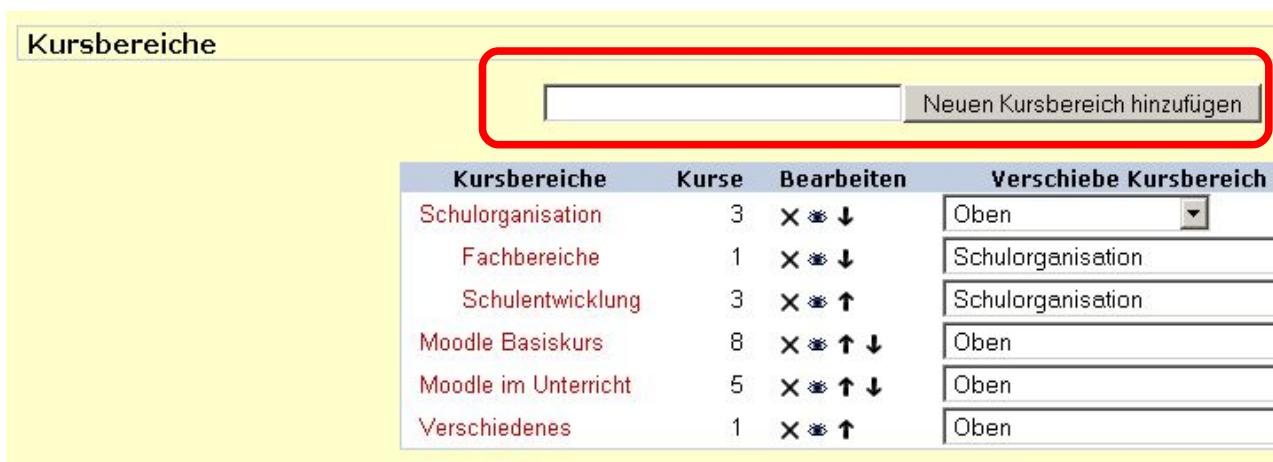 Kursbereiche
Neuen Kursbereich hinzufügen
Kursbereiche Kurse Bearbeiten Verschiebe Kursbereich
Schulorganisation 3 Oben
Fachbereiche 1 Schulorganisation
Schulentwicklung 3 Schulorganisation
Moodle Basiskurs 8 Oben
Moodle im Unterricht 5 Oben
Verschiedenes 1 Oben